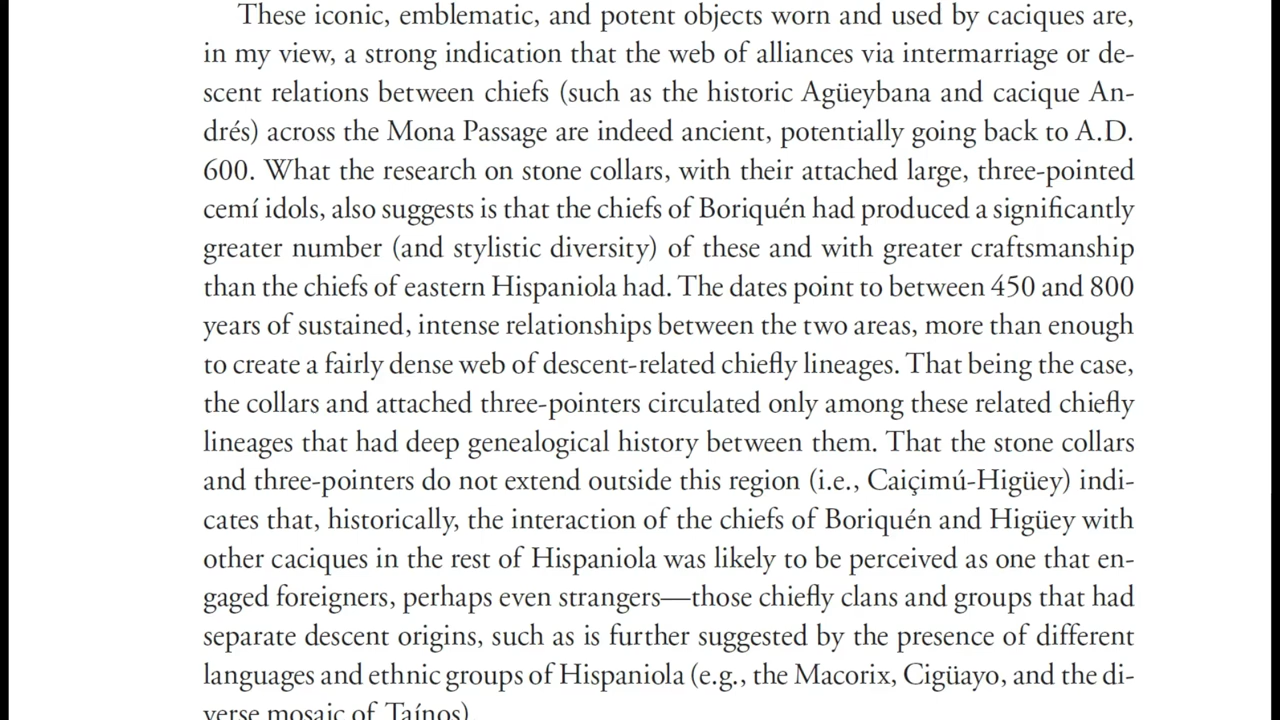 These iconic, emblematic, and potent objects worn and used by caciques are,
in my view, a strong indication that the web of alliances via intermarriage or de-
scent relations between chiefs (such as the historic Agüeybana and cacique An-
drés) across the Mona Passage are indeed ancient, potentially going back to A.D.
600. What the research on stone collars, with their attached large, three-pointed
cemí idols, also suggests is that the chiefs of Boriquén had produced a significantly
greater number (and stylistic diversity) of these and with greater craftsmanship
than the chiefs of eastern Hispaniola had. The dates point to between 450 and 800
years of sustained, intense relationships between the two areas, more than enough
to create a fairly dense web of descent-related chiefly lineages. That being the case,
the collars and attached three-pointers circulated only among these related chiefly
lineages that had deep genealogical history between them. That the stone collars
and three-pointers do not extend outside this region (i.e., Caiçimú-Higüey) indi-
cates that, historically, the interaction of the chiefs of Boriquén and Higüey with
other caciques in the rest of Hispaniola was likely to be perceived as one that en-
gaged foreigners, perhaps even strangers—those chiefly clans and groups that had
separate descent origins, such as is further suggested by the presence of different
languages and ethnic groups of Hispaniola (e.g., the Macorix, Cigüayo, and the di-
verse mosaic of Taínos).